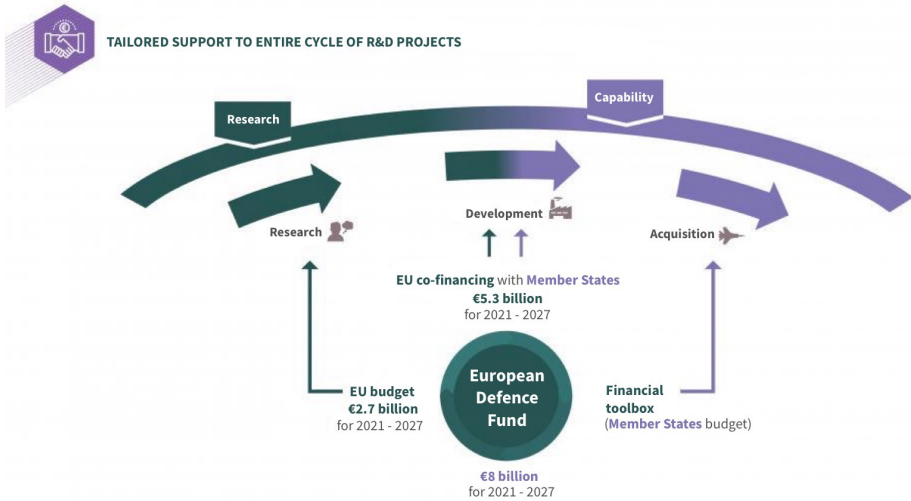 TAILORED SUPPORT TO ENTIRE CYCLE OF R&D PROJECTS
Research
Capability
Research
Development
Acquisition
EU co-financing with Member States
€5.3 billion
for 2021 - 2027
EU budget
€2.7 billion
for 2021 - 2027
European
Defence
Fund
Financial
toolbox
(Member States budget)
€8 billion
for 2021 - 2027